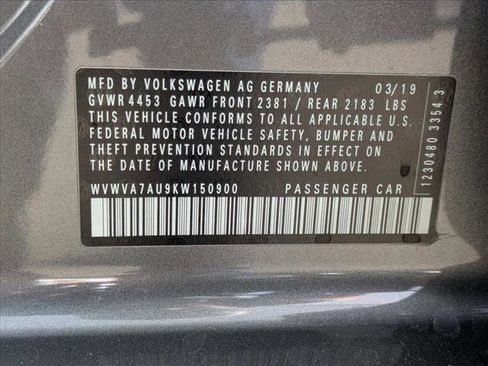 MFD BY VOLKSWAGEN AG GERMANY 03/19
GVWR 4453 GAWR FRONT 2381 / REAR 2183 LBS
THIS VEHICLE CONFORMS TO ALL APPLICABLE U.S.
FEDERAL MOTOR VEHICLE SAFETY, BUMPER AND
THEFT PREVENTION STANDARDS IN EFFECT ON
THE DATE OF MANUFACTURE SHOWN ABOVE.
WVWVA7AU9KW150900 PASSENGER CAR
1230480 3354 3